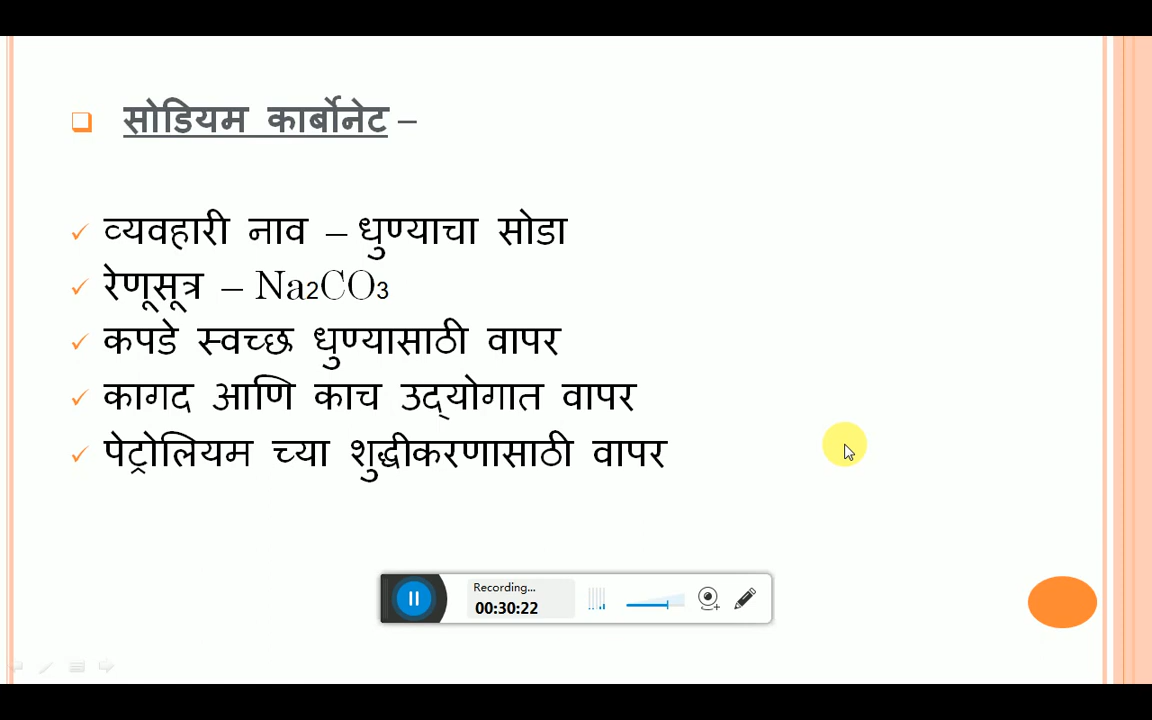 सोडियम कार्बोनेट –
व्यवहारी नाव – धुण्याचा सोडा
रेणूसूत्र – Na₂CO₃
कपडे स्वच्छ धुण्यासाठी वापर
कागद आणि काच उद्‌योगात वापर
पेट्रोलियम च्या शुद्धीकरणासाठी वापर
Recording...
00:30:22